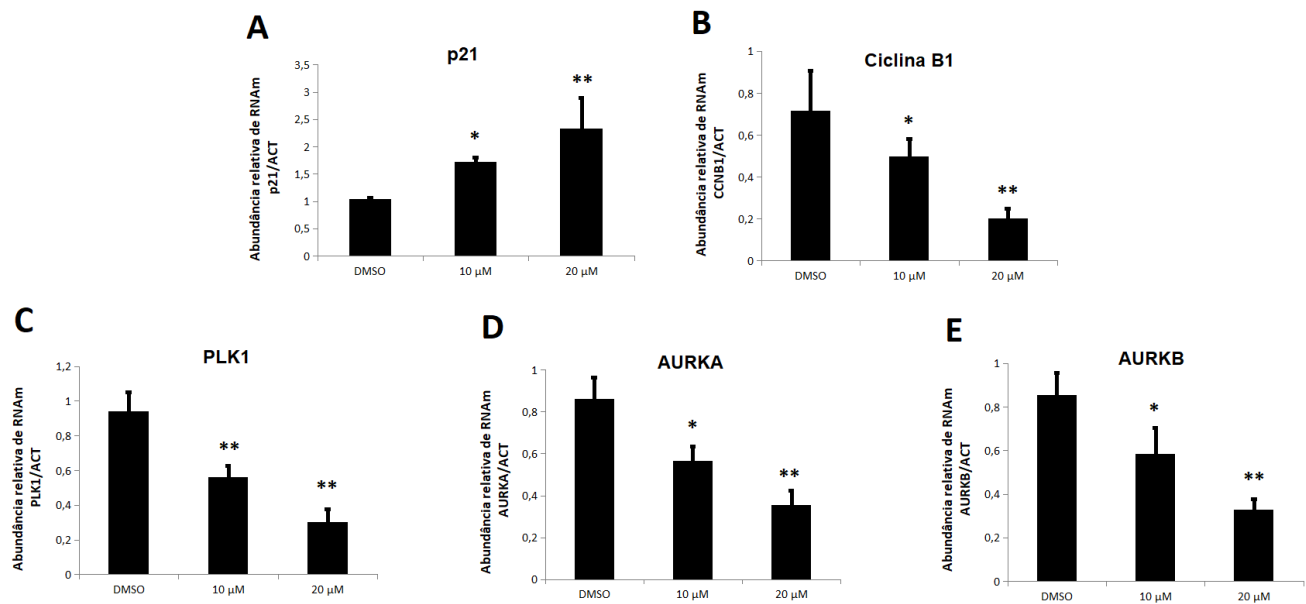 A
p21
Abundância relativa de RNAm
p21/ACT
3,5
3
2,5
2
1,5
1
0,5
0
*
**
DMSO
10 µM
20 µM
B
Ciclina B1
Abundância relativa de RNAm
CCNB1/ACT
1
0,8
0,6
0,4
0,2
0
*
**
DMSO
10 µM
20 µM
C
PLK1
Abundância relativa de RNAm
PLK1/ACT
1,2
1
0,8
0,6
0,4
0,2
0
**
**
DMSO
10 µM
20 µM
D
AURKA
Abundância relativa de RNAm
AURKA/ACT
1
0,8
0,6
0,4
0,2
0
*
**
DMSO
10 µM
20 µM
E
AURKB
Abundância relativa de RNAm
AURKB/ACT
1
0,8
0,6
0,4
0,2
0
*
**
DMSO
10 µM
20 µM